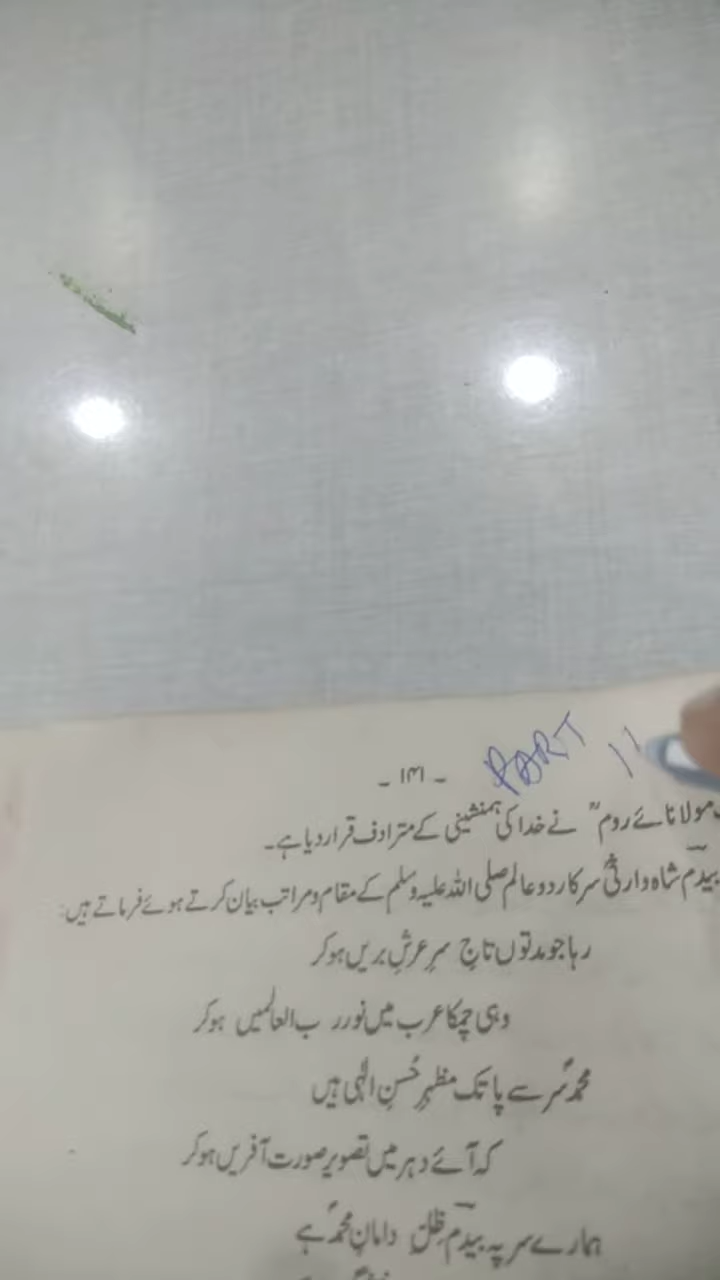 PART 11
- ۱۴۱ -
مولانائے روم" نے خدا کی ہمنشینی کے مترادف قرار دیا ہے۔
بیدم شاہ وارثیؒ سرکار دو عالم صلی اللہ علیہ وسلم کے مقام و مراتب بیان کرتے ہوئے فرماتے ہیں:
رہا جو مدتوں تاجِ سرِ عرشِ بریں ہو کر
وہی چمکا عرب میں نور رب العالمیں ہو کر
محمدؐ سر سے پا تک مظہرِ حُسنِ الٰہی ہیں
کہ آئے دہر میں تصویرِ صورت آفریں ہو کر
ہمارے سر پہ بیدم ظلِّ دامانِ محمدؐ ہے